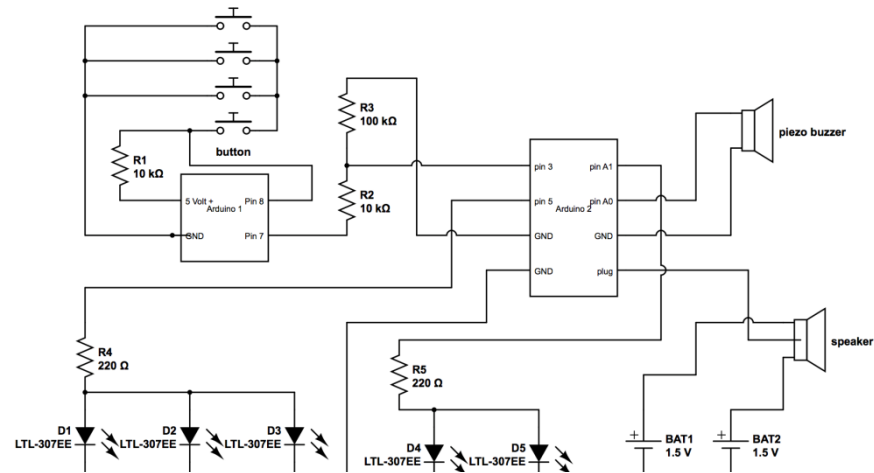 button
R1
10 kΩ
R3
100 kΩ
R2
10 kΩ
5 Volt +
Arduino 1
Pin 8
GND
Pin 7
pin 3
pin A1
pin 5
Arduino 2
pin A0
GND
GND
GND
plug
piezo buzzer
speaker
R4
220 Ω
R5
220 Ω
D1
LTL-307EE
D2
LTL-307EE
D3
LTL-307EE
D4
LTL-307EE
D5
LTL-307EE
+
BAT1
1.5 V
+
BAT2
1.5 V